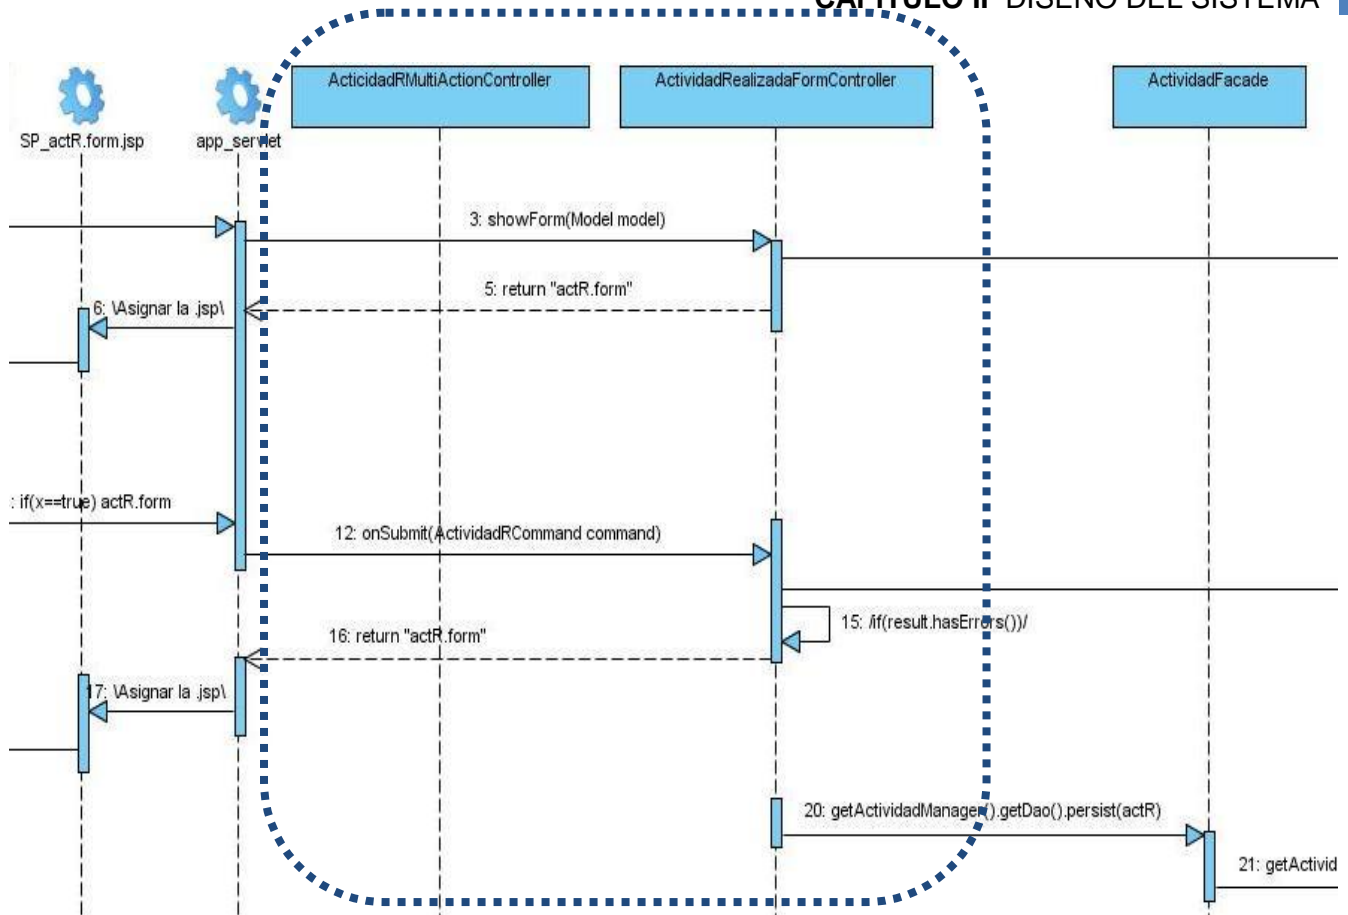 CAPITULO II DISEÑO DEL SISTEMA
ActicidadRMultiActionController
ActividadRealizadaFormController
ActividadFacade
SP_actR.form.jsp
app_servlet
3: showForm(Model model)
5: return "actR.form"
6: \Asignar la .jsp\
: if(x==true) actR.form
12: onSubmit(ActividadRCommand command)
15: /if(result.hasErrors())/
16: return "actR.form"
17: \Asignar la .jsp\
20: getActividadManager().getDao().persist(actR)
21: getActivid